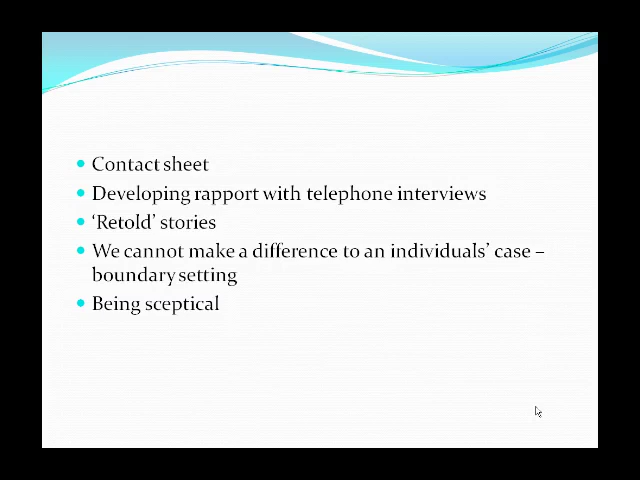 Contact sheet
Developing rapport with telephone interviews
‘Retold’ stories
We cannot make a difference to an individuals’ case –
boundary setting
Being sceptical